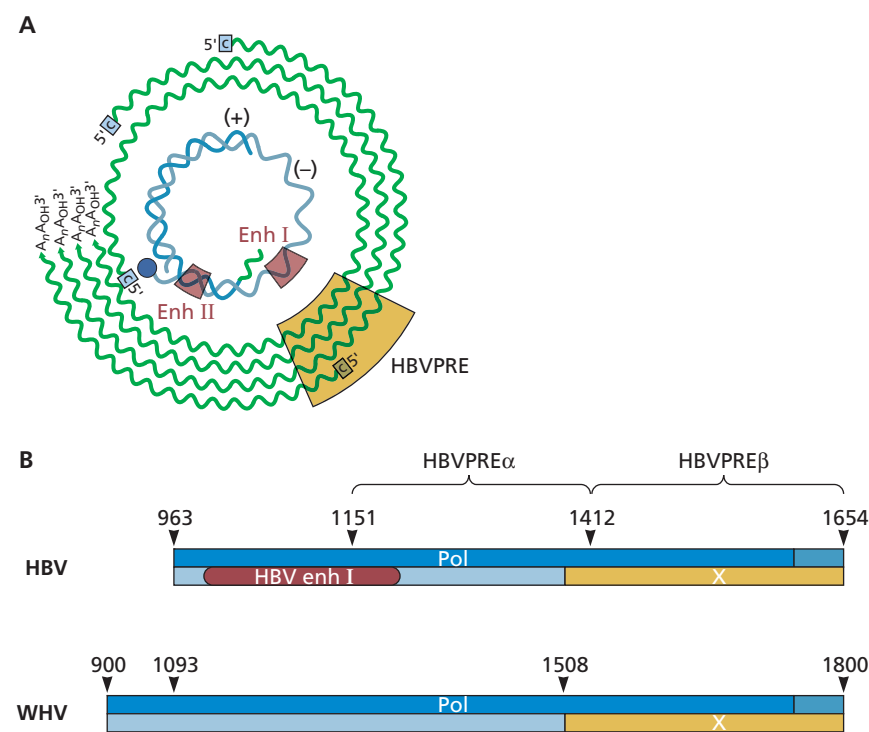 A
5' C
(+)
5' C
(–)
AnAOH3'
AnAOH3'
AnAOH3'
AnAOH3'
Enh I
C 5'
Enh II
C 5'
HBVPRE
B
HBVPREα HBVPREβ
963 1151 1412 1654
HBV
Pol
HBV enh I X
900 1093 1508 1800
WHV
Pol
X